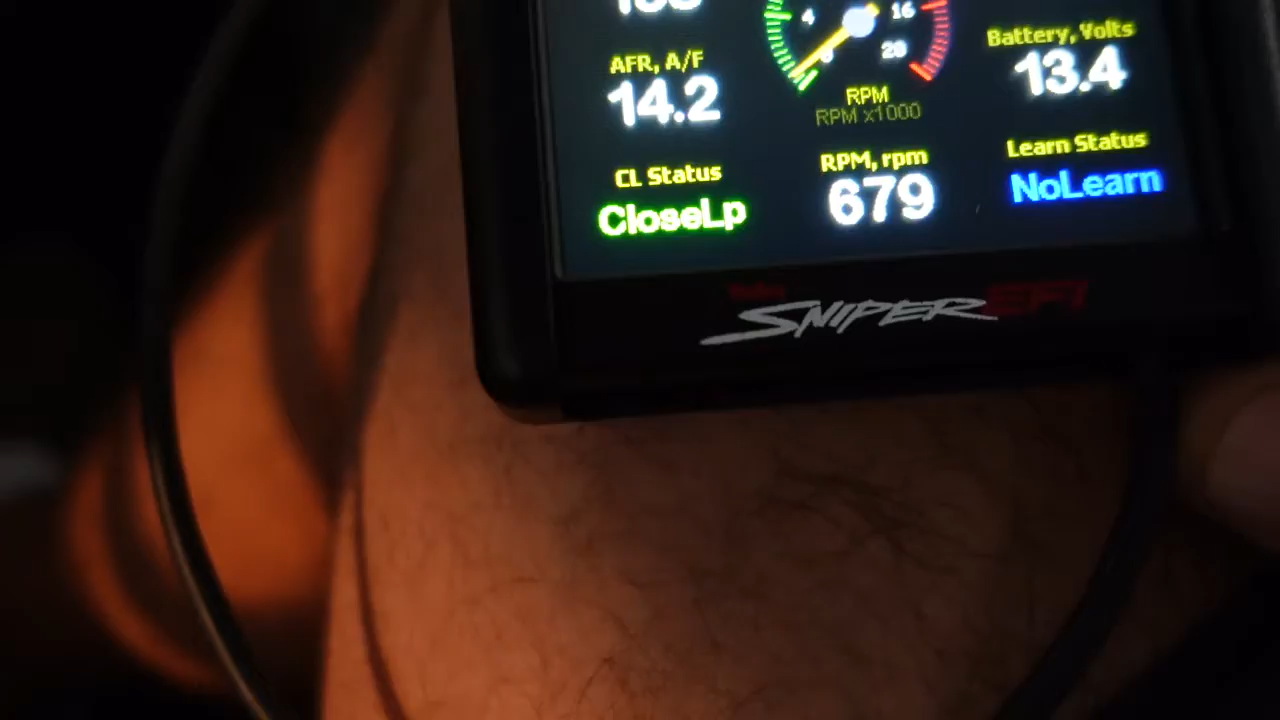 AFR, A/F
14.2
CL Status
CloseLp
4
16
20
RPM
RPM x1000
RPM, rpm
679
Battery, Volts
13.4
Learn Status
NoLearn
SNIPER EFI